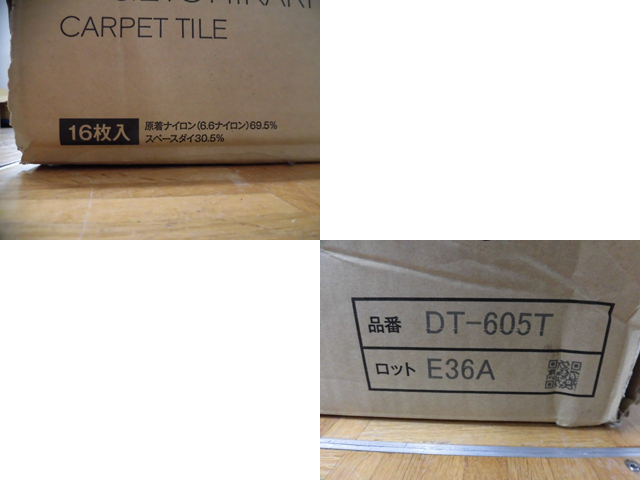 CARPET TILE
16枚入
原着ナイロン(6.6ナイロン)69.5%
スペースダイ30.5%
品番 DT-605T
ロット E36A